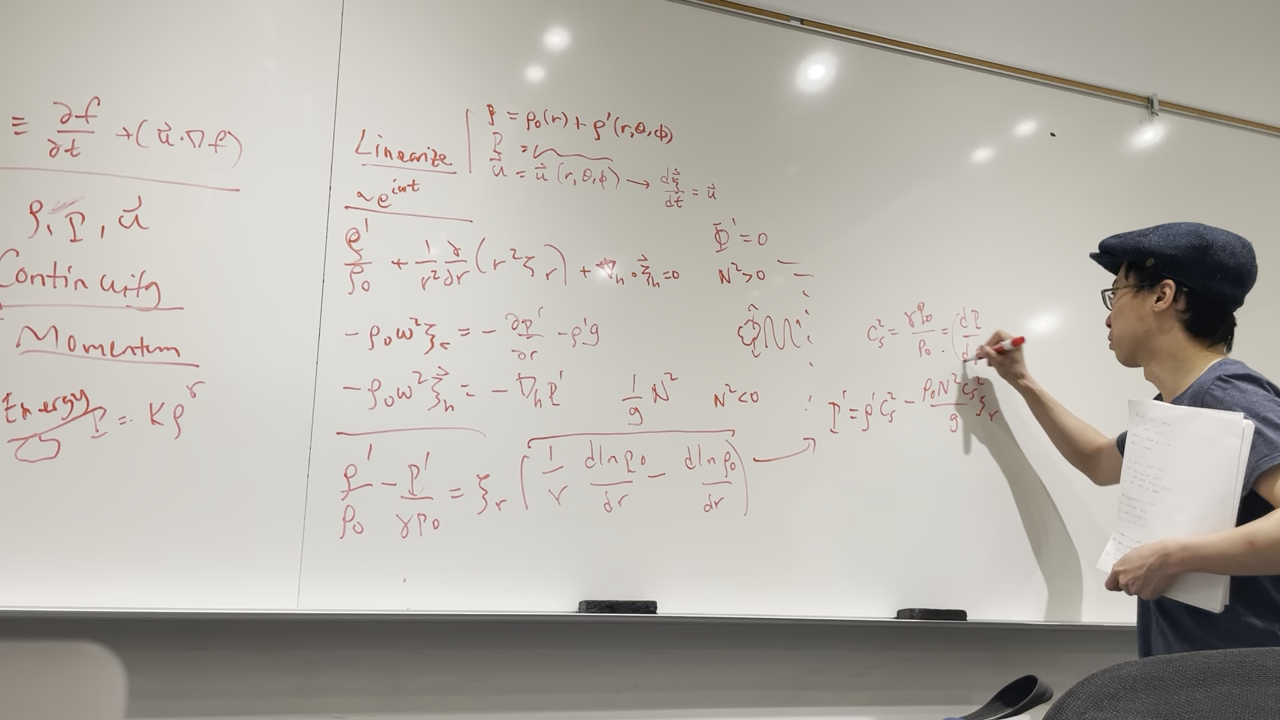 ≡ ∂f/∂t + (u⃗·∇f)
ρ, P, u⃗
Continuity
Momentum
Energy P = Kρ^γ
Linearize
ρ = ρ₀(r) + ρ'(r,θ,ϕ)
P =
u⃗ = u⃗ (r,θ,ϕ) → dξ⃗/dt = u⃗
~e^{iωt}
ρ'/ρ₀ + 1/r² ∂/∂r (r²ξ_r) + ∇_h·ξ⃗_h = 0
-ρ₀ω²ξ_r = -∂P'/∂r - ρ'g
-ρ₀ω²ξ⃗_h = -∇_h P'
1/g N²
ρ'/ρ₀ - P'/γP₀ = ξ_r (1/γ dlnP₀/dr - dlnρ₀/dr) →
Φ' = 0
N² > 0
N² < 0
c_s² = γP₀/ρ₀ = (dP/d
P' = ρ'c_s² - ρ₀N²c_s²/g ξ_r